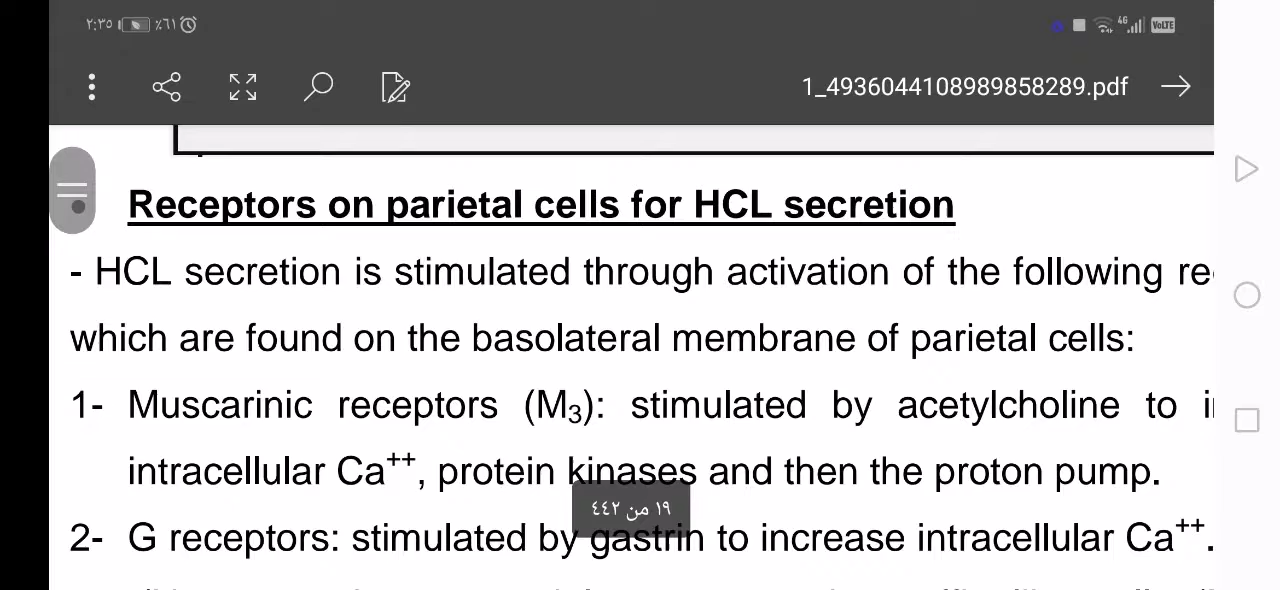 ٢:٣٥ ٪٦١ 4G VoLTE
1_4936044108989858289.pdf
Receptors on parietal cells for HCL secretion
- HCL secretion is stimulated through activation of the following
which are found on the basolateral membrane of parietal cells:
1- Muscarinic receptors (M₃): stimulated by acetylcholine to
intracellular Ca⁺⁺, protein kinases and then the proton pump.
١٩ من ٤٤٢
2- G receptors: stimulated by gastrin to increase intracellular Ca⁺⁺.